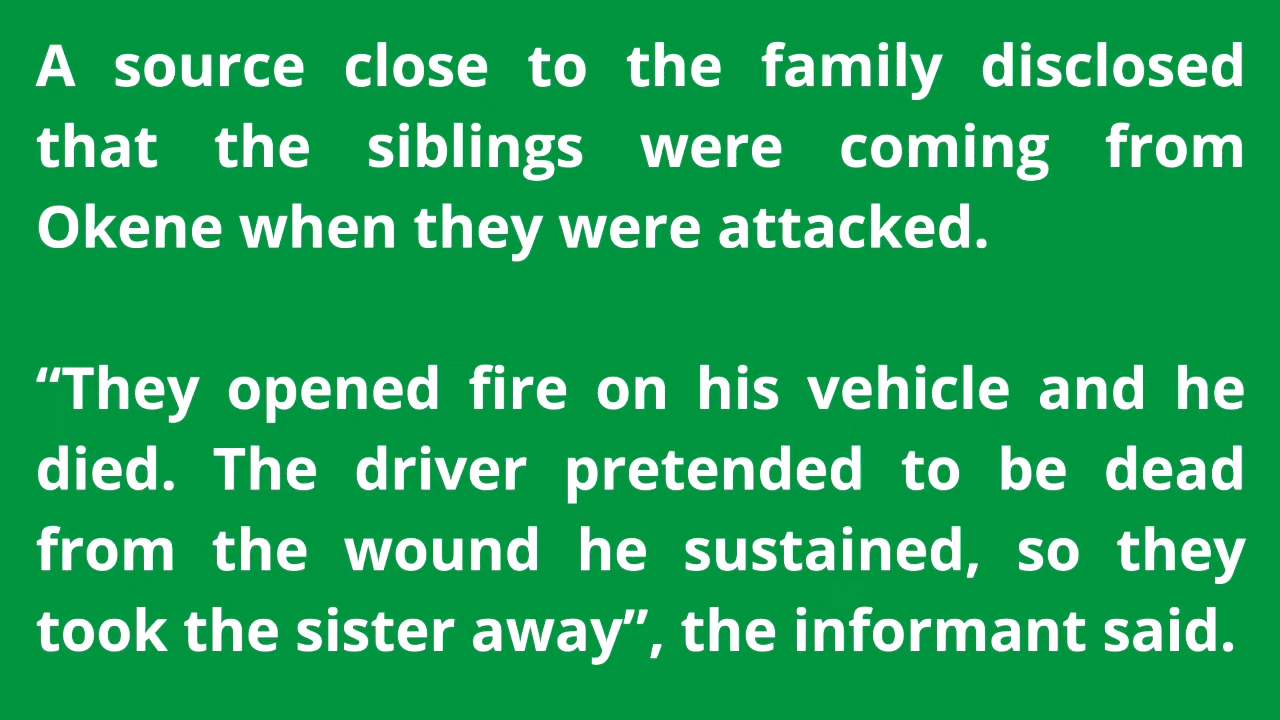 A source close to the family disclosed
that the siblings were coming from
Okene when they were attacked.
“They opened fire on his vehicle and he
died. The driver pretended to be dead
from the wound he sustained, so they
took the sister away”, the informant said.